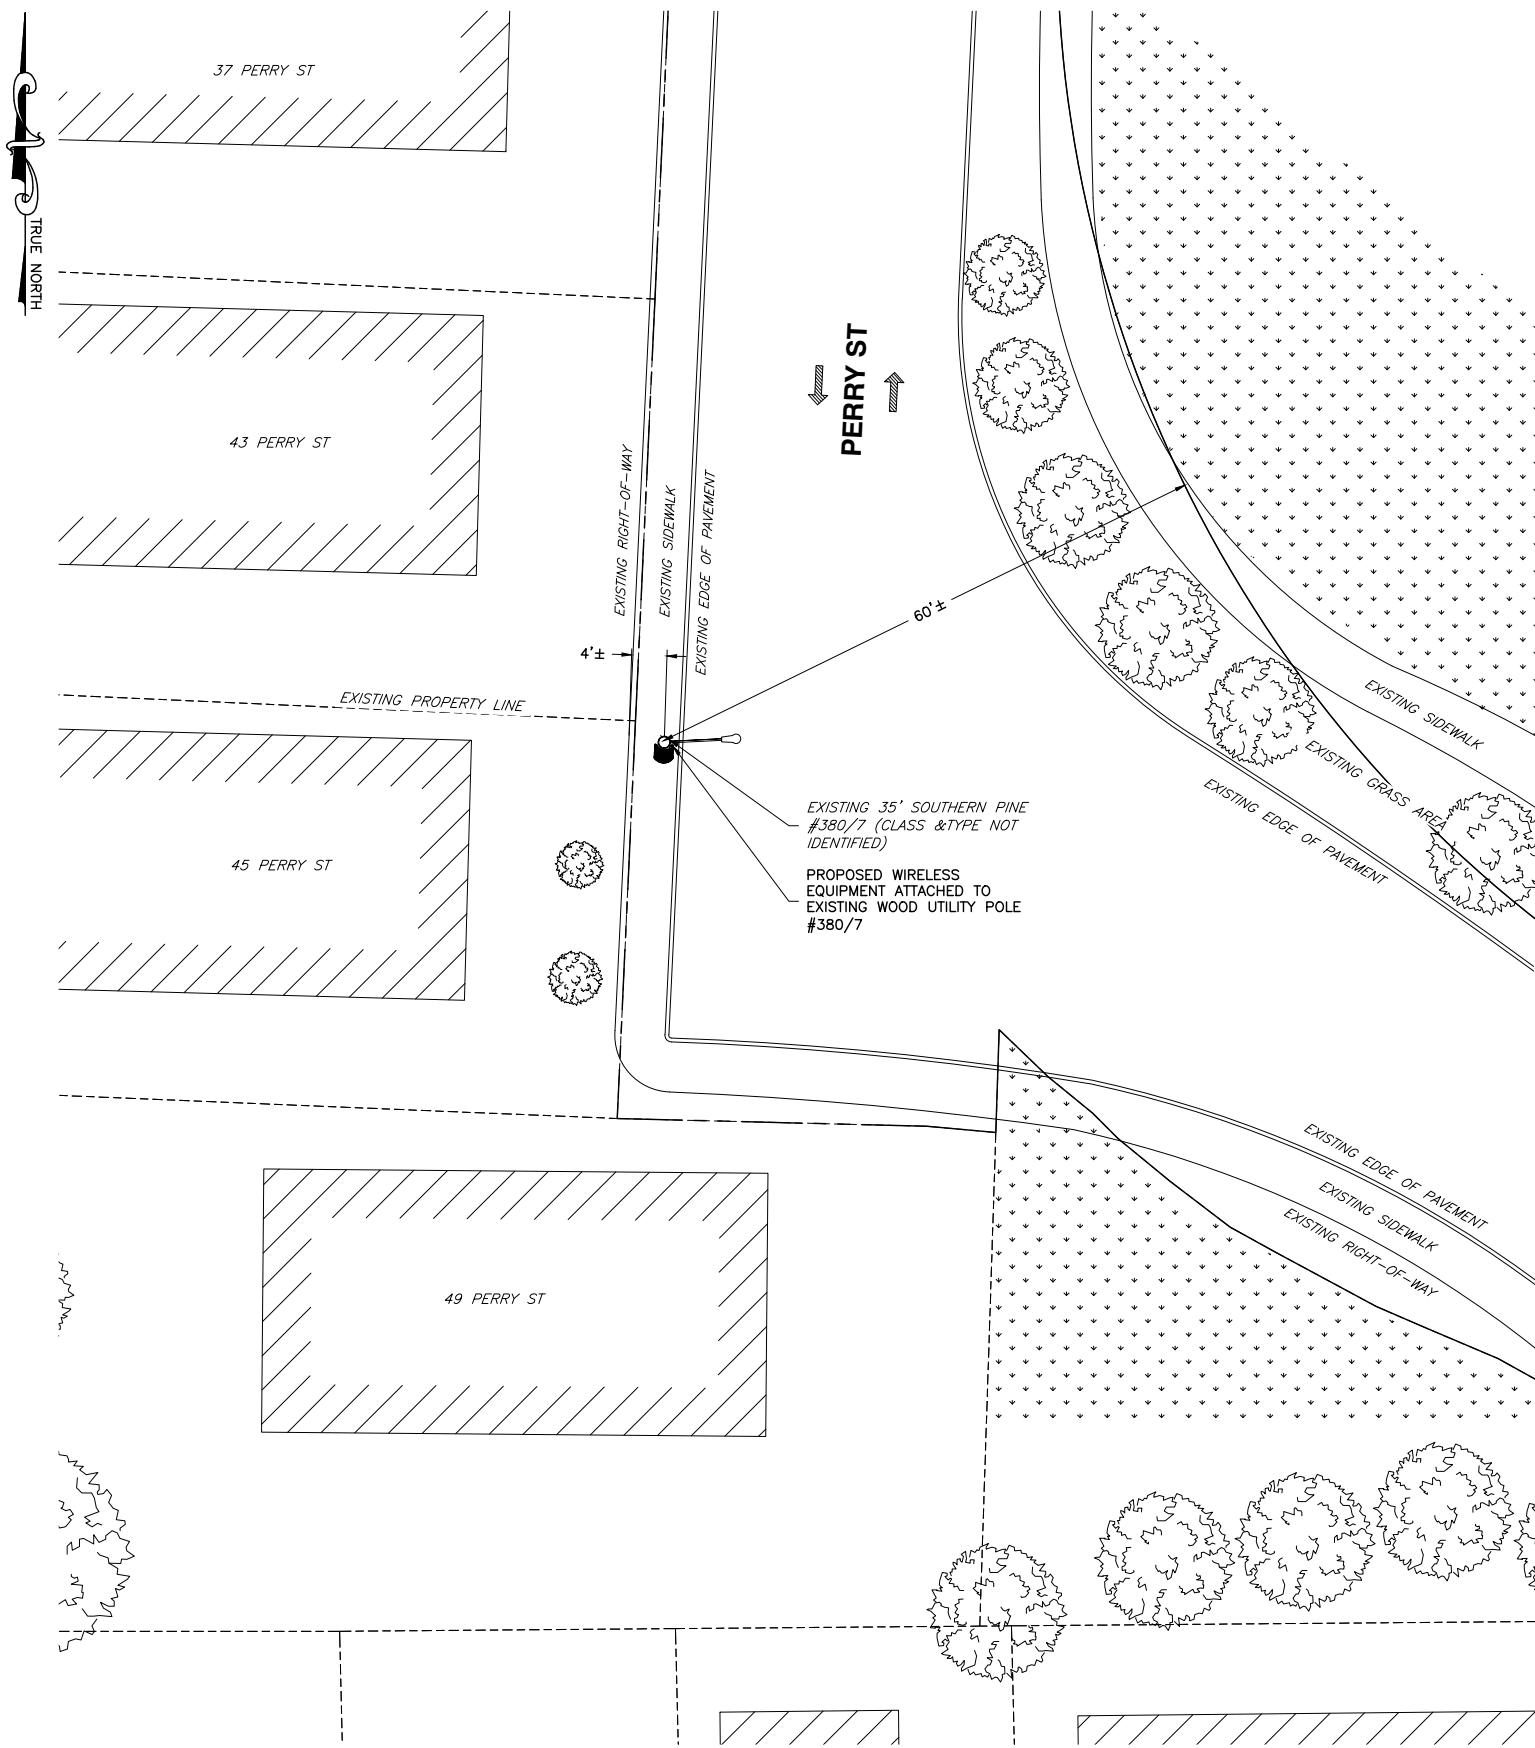 37 PERRY ST
TRUE NORTH
43 PERRY ST
PERRY ST
EXISTING RIGHT-OF-WAY
EXISTING SIDEWALK
EXISTING EDGE OF PAVEMENT
60'±
4'±
EXISTING PROPERTY LINE
EXISTING SIDEWALK
EXISTING GRASS AREA
EXISTING EDGE OF PAVEMENT
EXISTING 35' SOUTHERN PINE
#380/7 (CLASS &TYPE NOT
IDENTIFIED)
45 PERRY ST
PROPOSED WIRELESS
EQUIPMENT ATTACHED TO
EXISTING WOOD UTILITY POLE
#380/7
EXISTING EDGE OF PAVEMENT
EXISTING SIDEWALK
EXISTING RIGHT-OF-WAY
49 PERRY ST